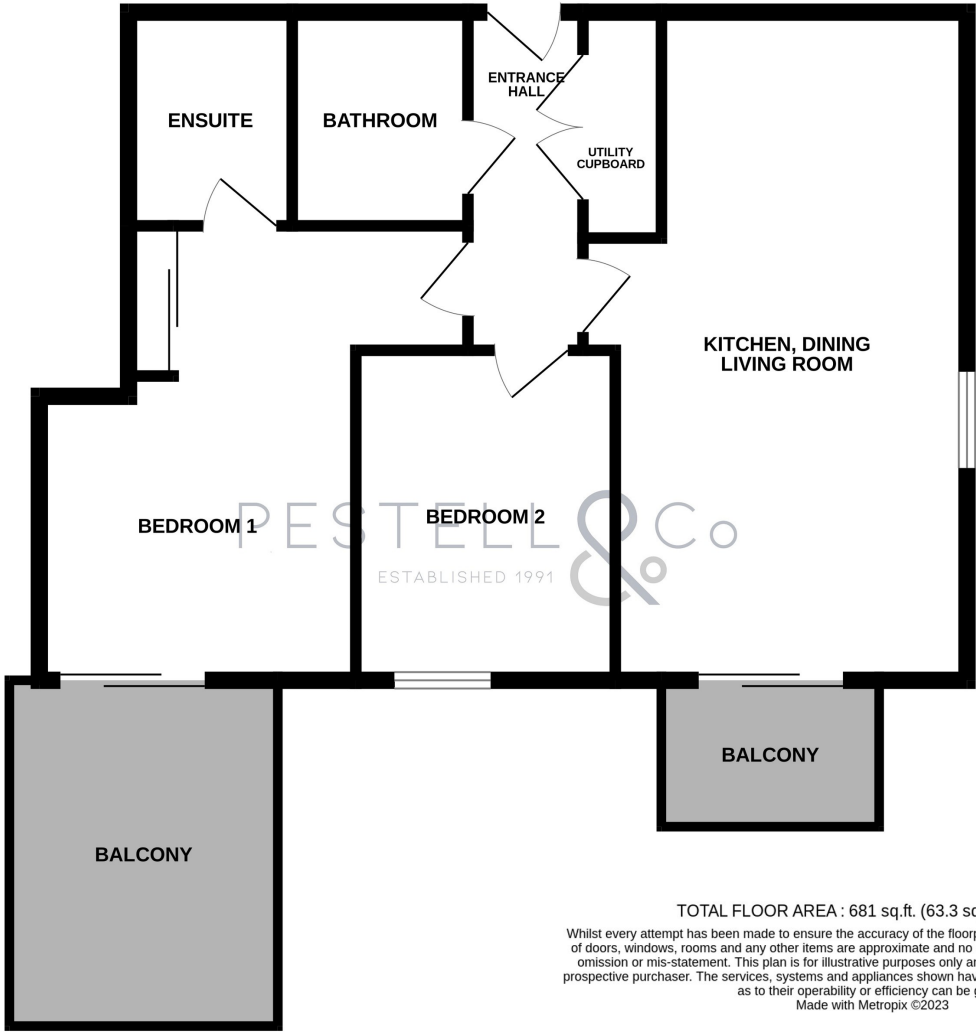 ENSUITE
BATHROOM
ENTRANCE
HALL
UTILITY
CUPBOARD
KITCHEN, DINING
LIVING ROOM
BEDROOM 1
BEDROOM 2
PESTELL & Co
ESTABLISHED 1991
BALCONY
BALCONY
TOTAL FLOOR AREA : 681 sq.ft. (63.3
Whilst every attempt has been made to ensure the accuracy of the
of doors, windows, rooms and any other items are approximate and no
omission or mis-statement. This plan is for illustrative purposes only
prospective purchaser. The services, systems and appliances shown
as to their operability or efficiency can be
Made with Metropix ©2023